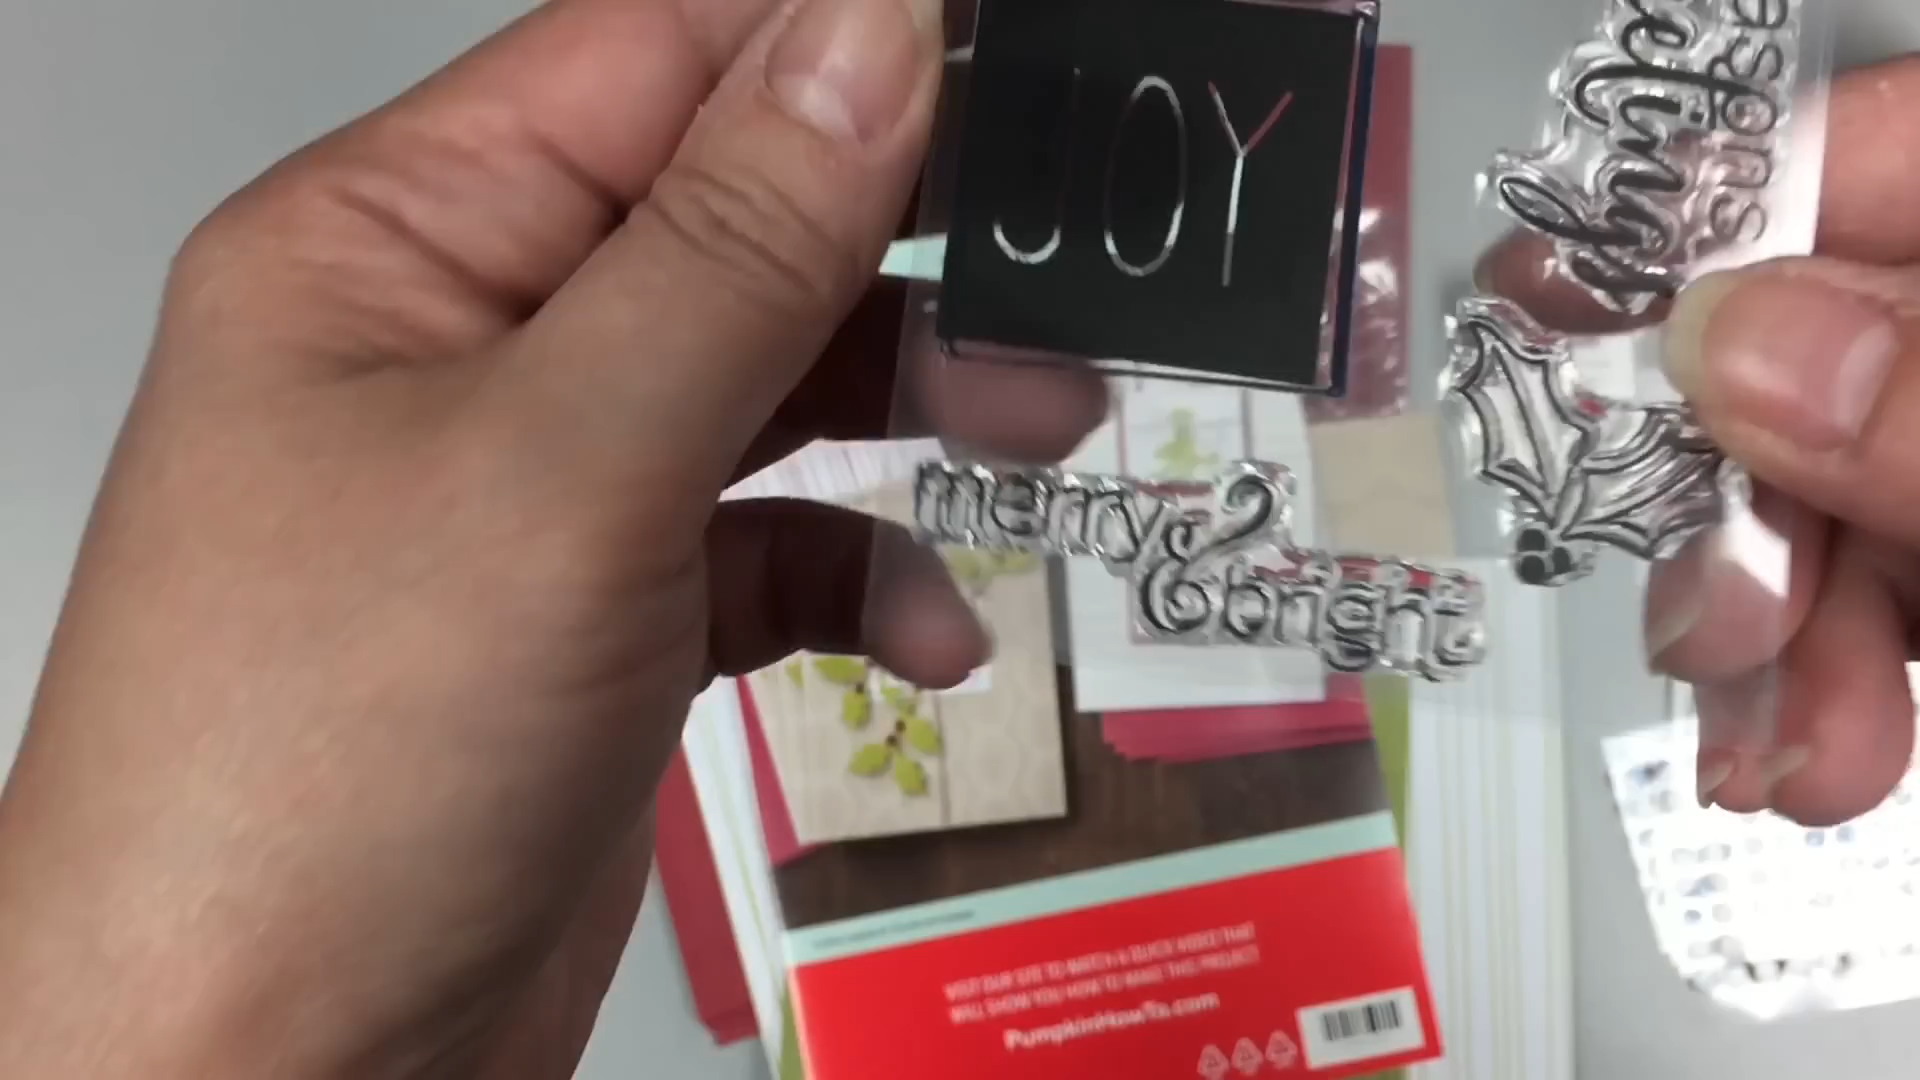 JOY
merry
& bright
VISIT OUR SITE TO WATCH A QUICK VIDEO THAT
WILL SHOW YOU HOW TO MAKE THIS PROJECT
PumpkinHowTo.com